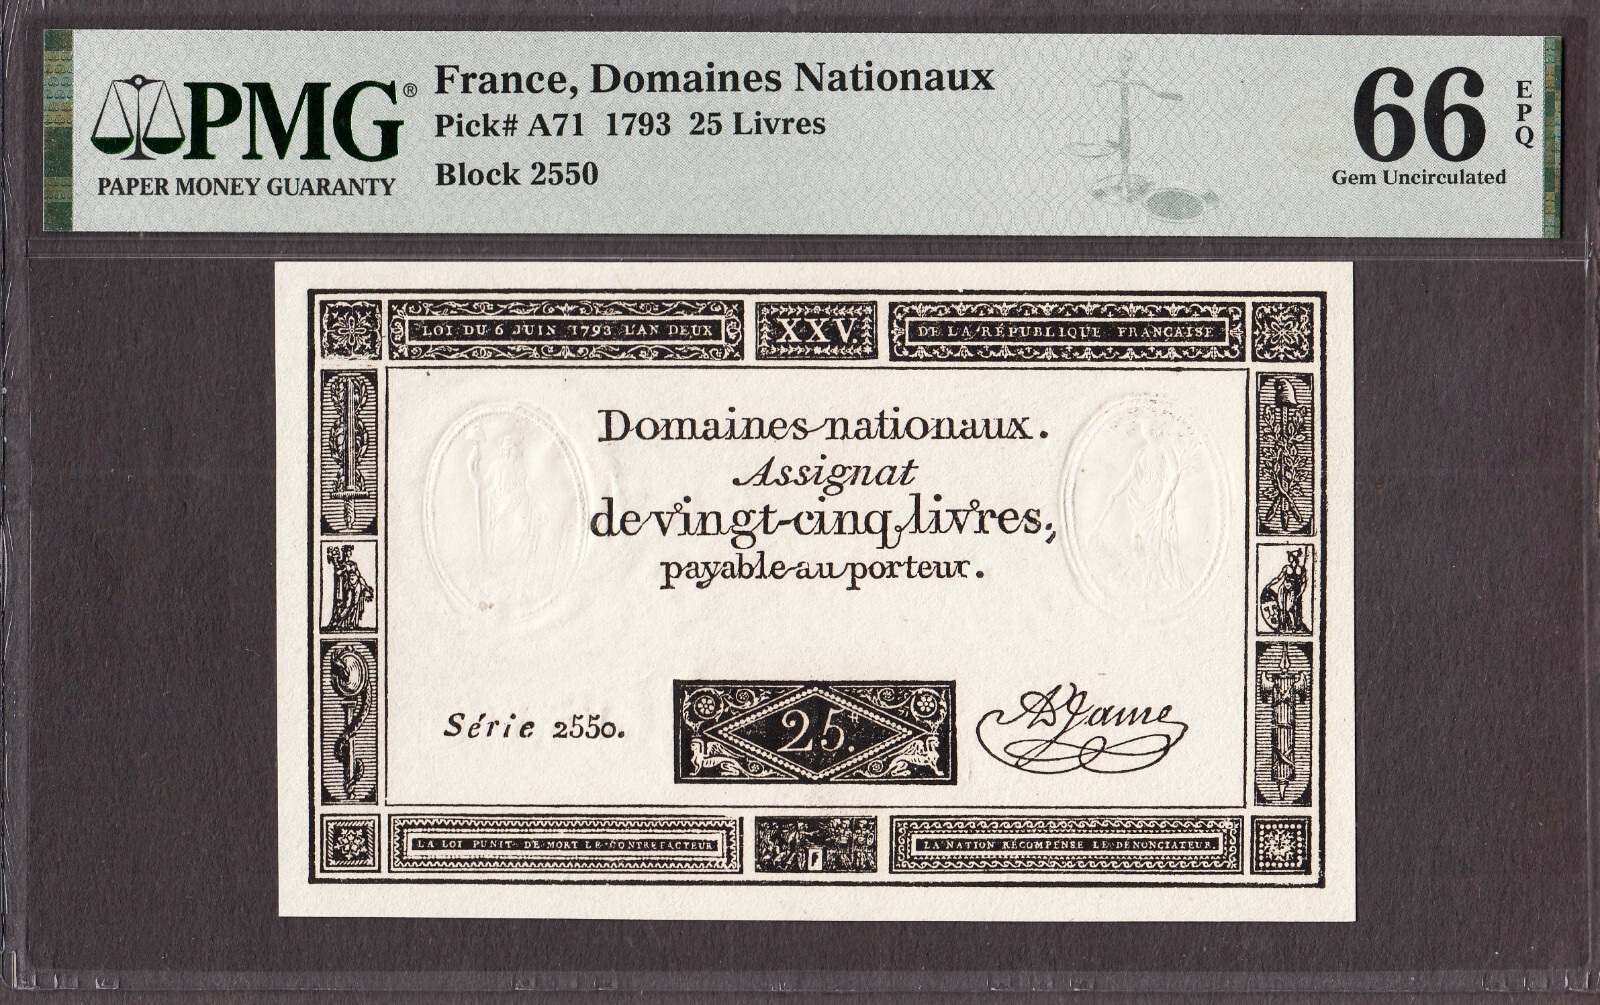 PMG®
PAPER MONEY GUARANTY
France, Domaines Nationaux
Pick# A71 1793 25 Livres
Block 2550
66
EPQ
Gem Uncirculated
LOI DU 6 JUIN 1793 L'AN DEUX
XXV.
DE LA RÉPUBLIQUE FRANCAISE
Domaines nationaux.
Assignat
de vingt-cinq livres,
payable au porteur.
Série 2550.
25.
A Jame
LA LOI PUNIT DE MORT LE CONTREFACTEUR
LA NATION RÉCOMPENSE LE DÉNONCIATEUR.